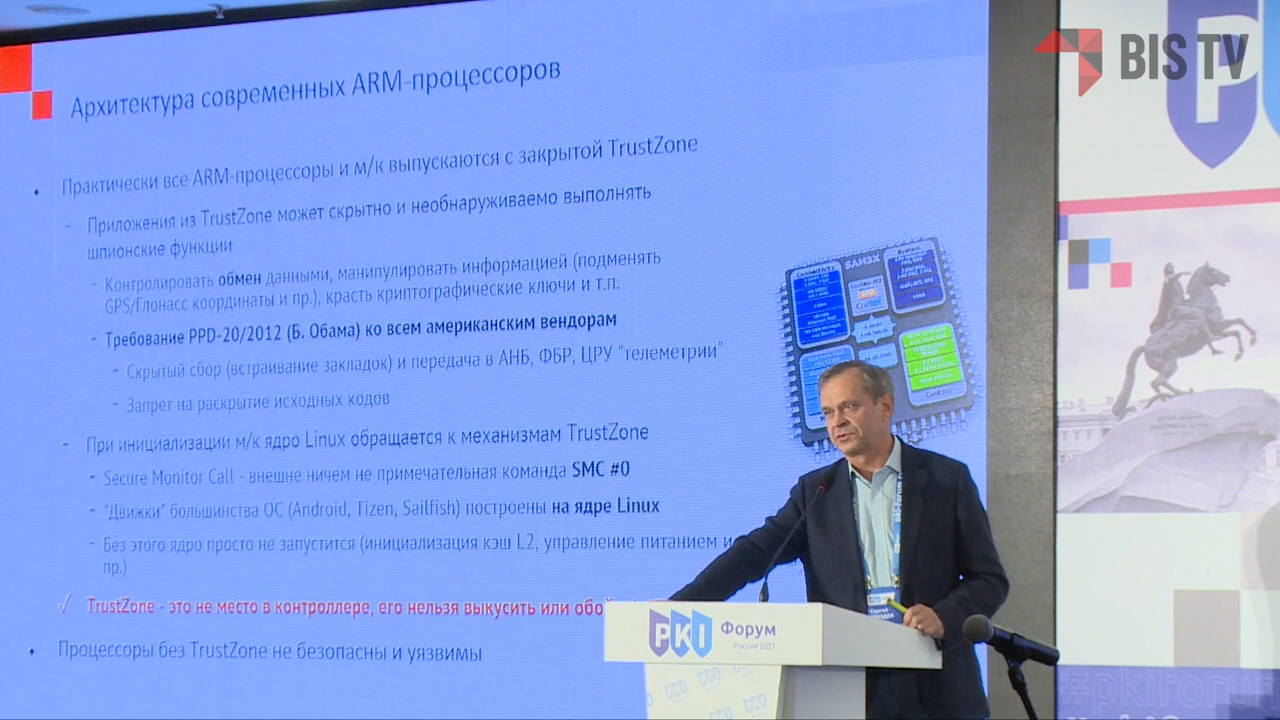 Архитектура современных ARM-процессоров
Практически все ARM-процессоры и м/к выпускаются с закрытой TrustZone
Приложения из TrustZone может скрытно и необнаруживаемо выполнять
шпионские функции
Контролировать обмен данными, манипулировать информацией (подменять
GPS/Глонасс координаты и пр.), красть криптографические ключи и т.п.
Требование PPD-20/2012 (Б. Обама) ко всем американским вендорам
Скрытый сбор (встраивание закладок) и передача в АНБ, ФБР, ЦРУ "телеметрии"
Запрет на раскрытие исходных кодов
При инициализации м/к ядро Linux обращается к механизмам TrustZone
Secure Monitor Call - внешне ничем не примечательная команда SMC #0
"Движки" большинства ОС (Android, Tizen, Sailfish) построены на ядре Linux
Без этого ядро просто не запустится (инициализация кэш L2, управление питанием и
пр.)
√ TrustZone - это не место в контроллере, его нельзя выкусить или
Процессоры без TrustZone не безопасны и уязвимы
SAM3X
Connectivity
System
Control
BIS TV
PKI Форум
Россия 2021
Сергей
#pkiforum